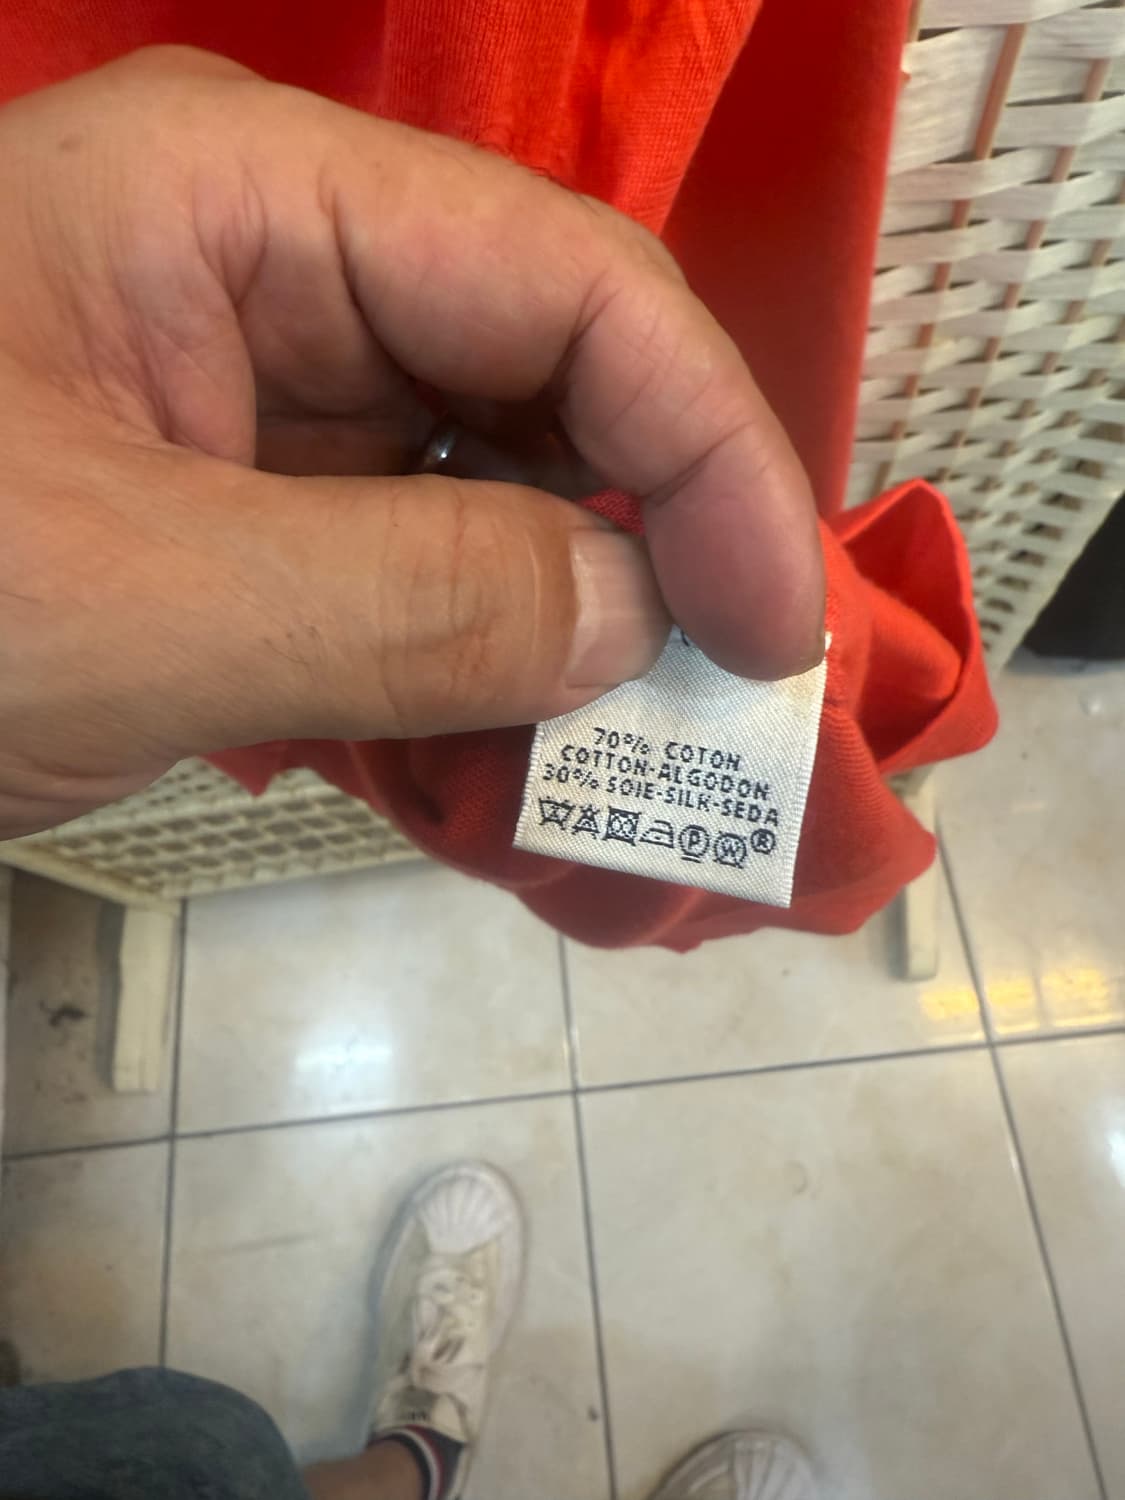 70% COTON
COTTON-ALGODON
30% SOIE-SILK-SEDA
P W ®